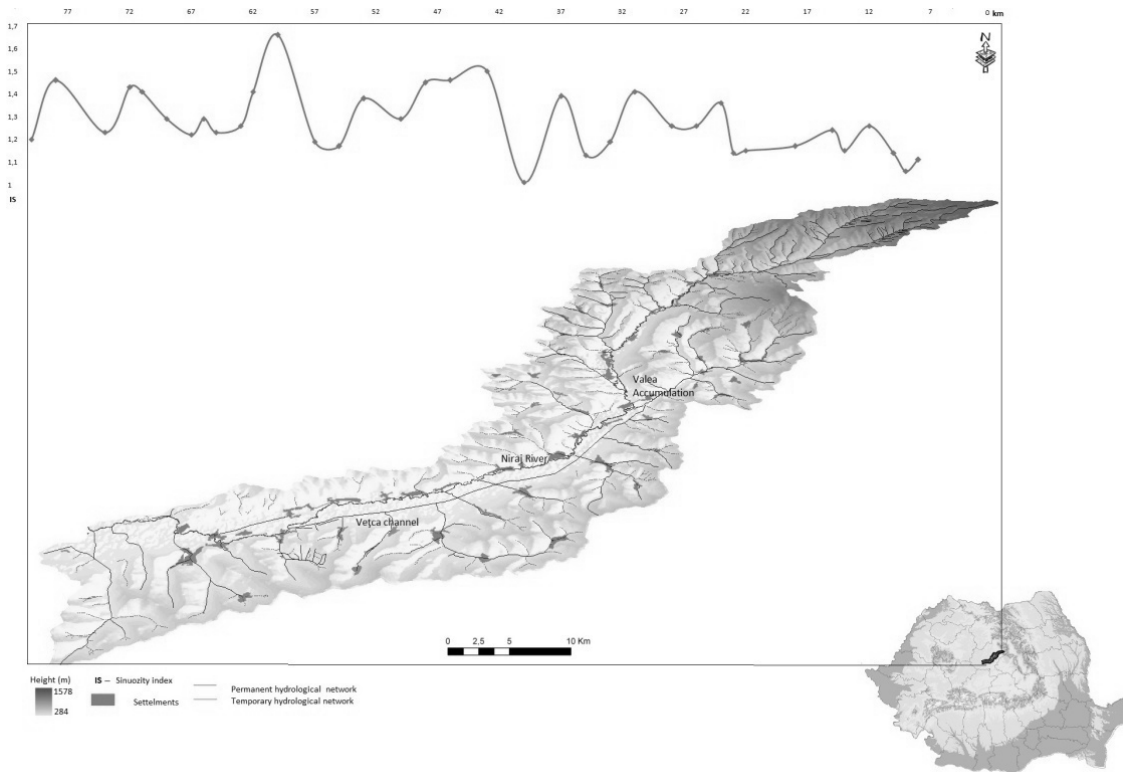 77 72 67 62 60 57 52 47 42 37 32 27 22 17 12 7 0 km
1,7
1,6
1,5
1,4
1,3
1,2
1,1
1
IS
N
Valea
Accumulation
Niraj River
Vețca channel
0 2,5 5 10 Km
Height (m)
1578
284
IS – Sinuozity index
Settelments
Permanent hydrological network
Temporary hydrological network